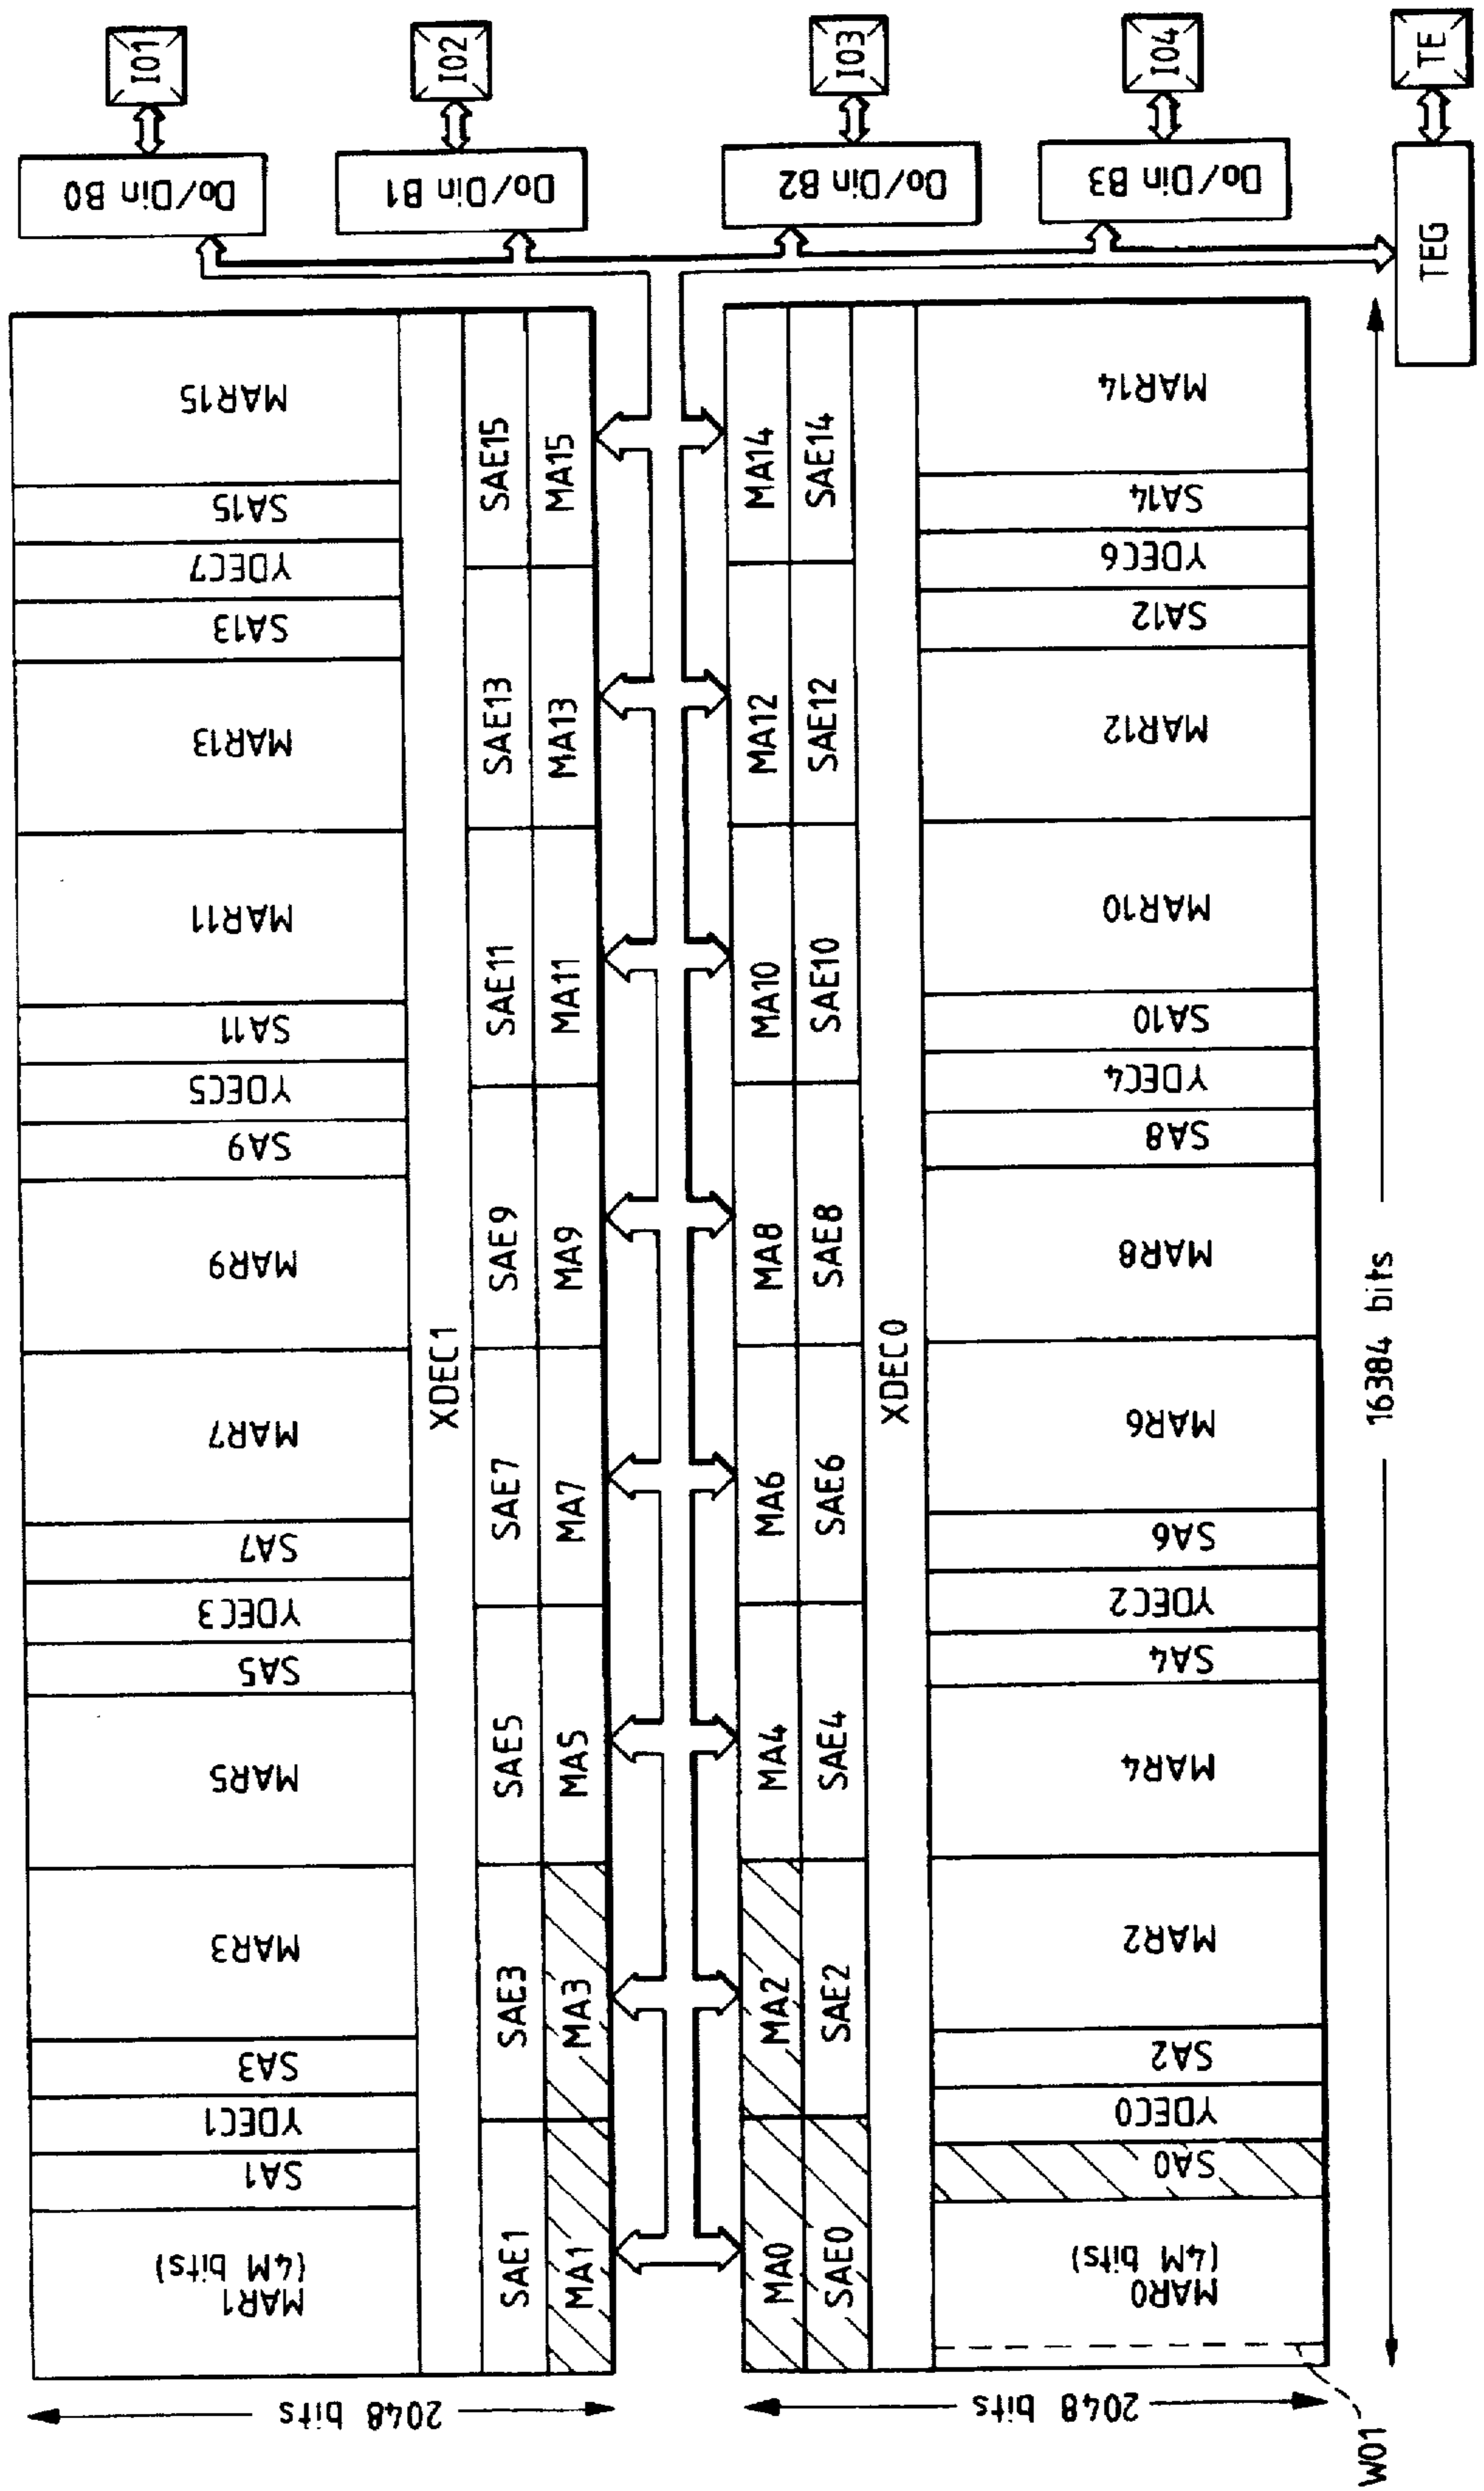 IO1
IO2
IO3
IO4
TE
Do/Din B0
Do/Din B1
Do/Din B2
Do/Din B3
TEG
MAR15
SA15
YDEC7
SA13
MAR13
MAR11
SA11
YDEC5
SA9
MAR9
MAR7
SA7
YDEC3
SA5
MAR5
MAR3
SA3
YDEC1
SA1
MAR1
(4M bits)
XDEC1
SAE15
SAE13
SAE11
SAE9
SAE7
SAE5
SAE3
SAE1
MA15
MA13
MA11
MA9
MA7
MA5
MA3
MA1
MA14
MA12
MA10
MA8
MA6
MA4
MA2
MA0
SAE14
SAE12
SAE10
SAE8
SAE6
SAE4
SAE2
SAE0
XDEC0
MAR14
SA14
YDEC6
SA12
MAR12
MAR10
SA10
YDEC4
SA8
MAR8
MAR6
SA6
YDEC2
SA4
MAR4
MAR2
SA2
YDEC0
SA0
MAR0
(4M bits)
16384 bits
2048 bits
2048 bits
W01